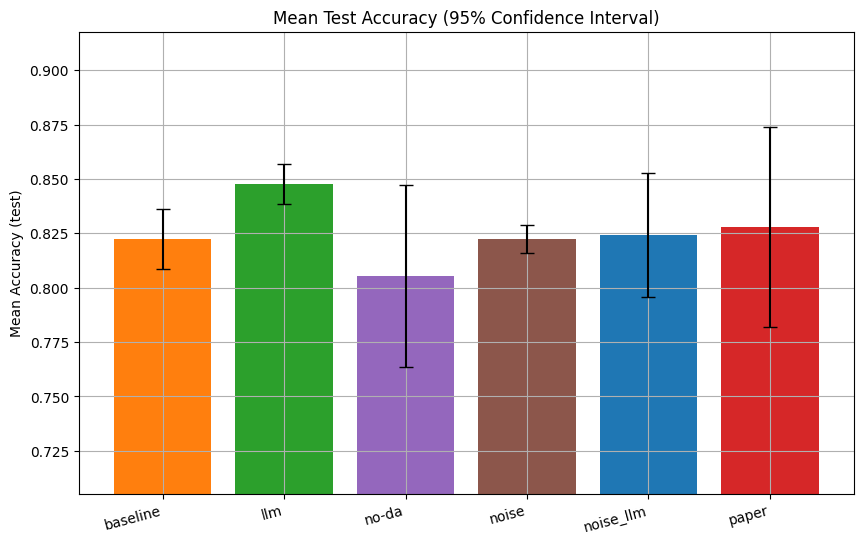 Mean Test Accuracy (95% Confidence Interval)
Mean Accuracy (test)
0.900
0.875
0.850
0.825
0.800
0.775
0.750
0.725
baseline
llm
no-da
noise
noise_llm
paper